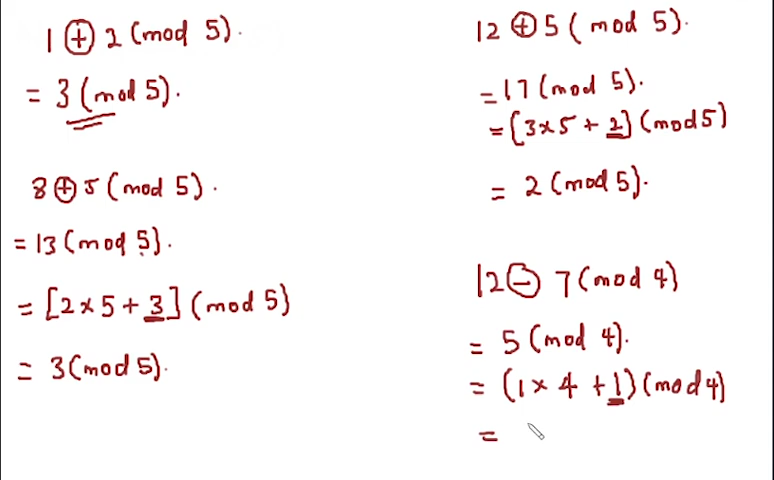 1 ⊕ 2 (mod 5).
= 3 (mod 5).
8 ⊕ 5 (mod 5).
= 13 (mod 5).
= [2 × 5 + 3] (mod 5)
= 3 (mod 5).
12 ⊕ 5 ( mod 5).
= 17 (mod 5).
= [3 × 5 + 2] (mod 5)
= 2 (mod 5).
12 ⊖ 7 (mod 4)
= 5 (mod 4).
= (1 × 4 + 1) (mod 4)
=